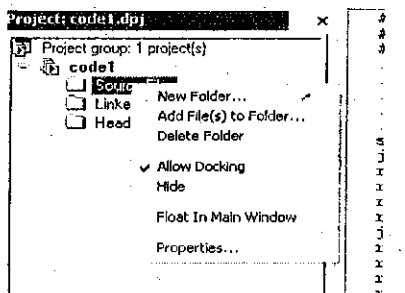 Project: code1.dpj
Project group: 1 project(s)
code1
New Folder...
Linke
Add File(s) to Folder...
Head
Delete Folder
Allow Docking
Hide
Float In Main Window
Properties...